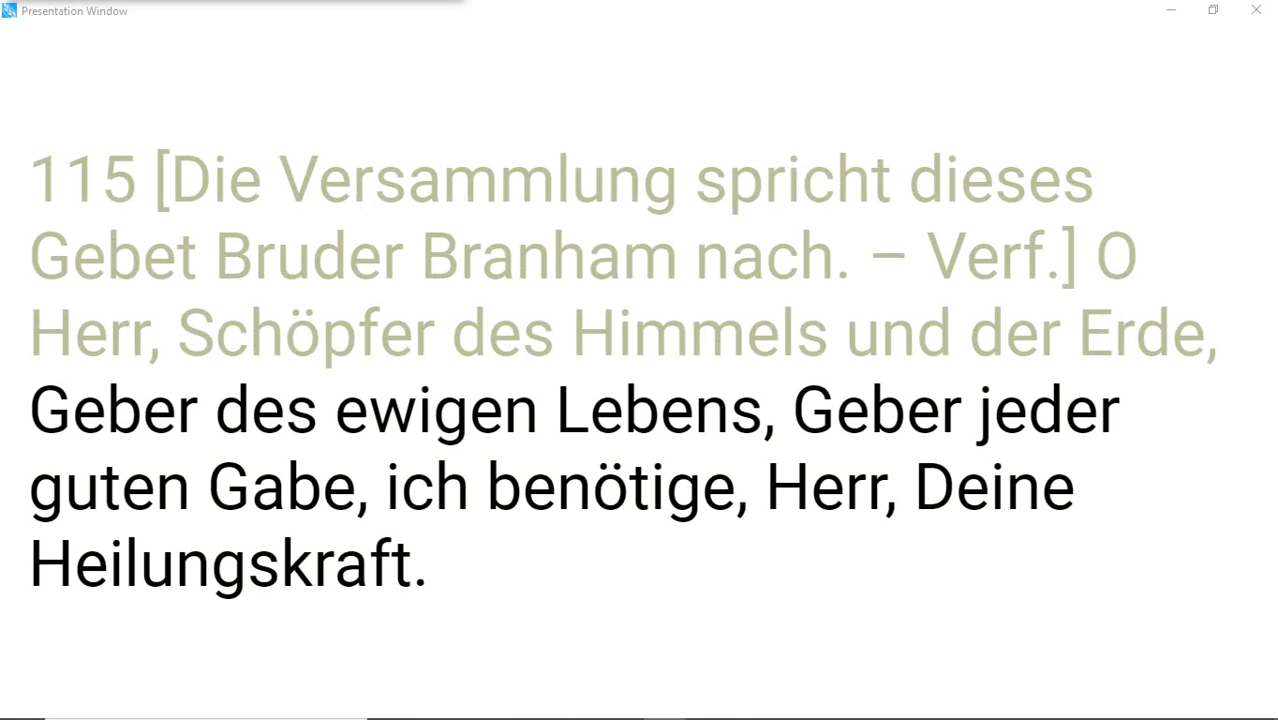 Presentation Window
115 [Die Versammlung spricht dieses
Gebet Bruder Branham nach. – Verf.] O
Herr, Schöpfer des Himmels und der Erde,
Geber des ewigen Lebens, Geber jeder
guten Gabe, ich benötige, Herr, Deine
Heilungskraft.